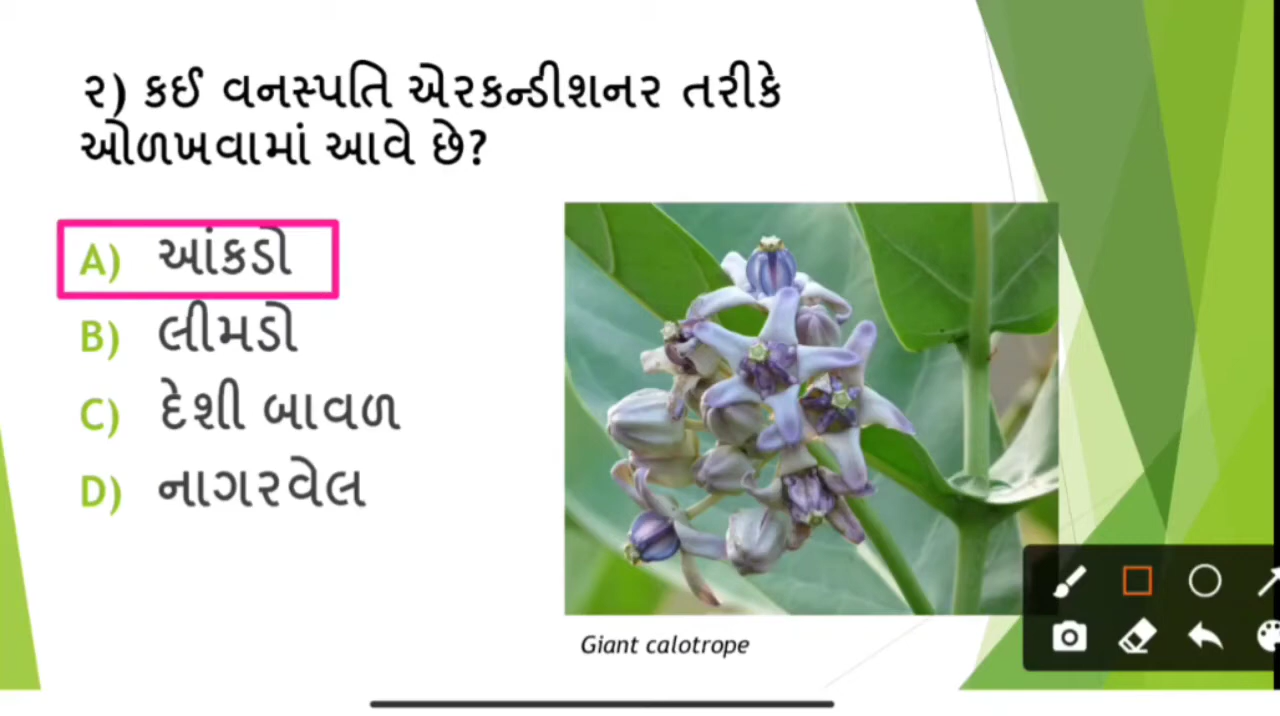 ૨) કઈ વનસ્પતિ એરકન્ડીશનર તરીકે
ઓળખવામાં આવે છે?
A) આંકડો
B) લીમડો
C) દેશી બાવળ
D) નાગરવેલ
Giant calotrope